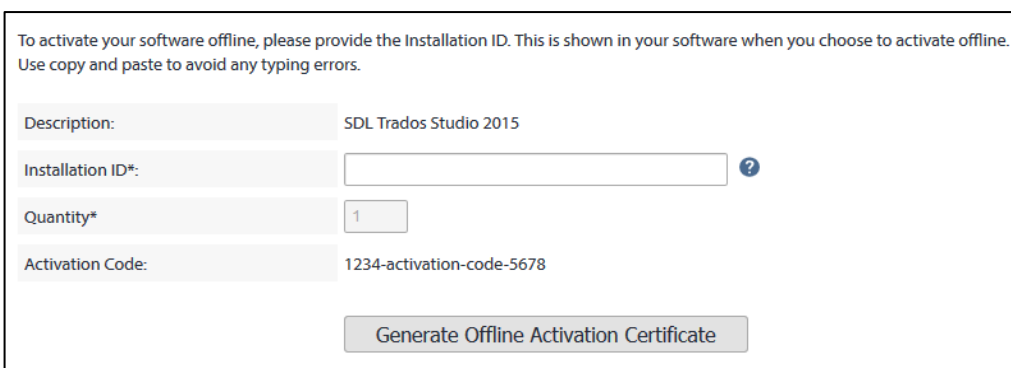 To activate your software offline, please provide the Installation ID. This is shown in your software when you choose to activate offline.
Use copy and paste to avoid any typing errors.
Description: SDL Trados Studio 2015
Installation ID*: ?
Quantity* 1
Activation Code: 1234-activation-code-5678
Generate Offline Activation Certificate